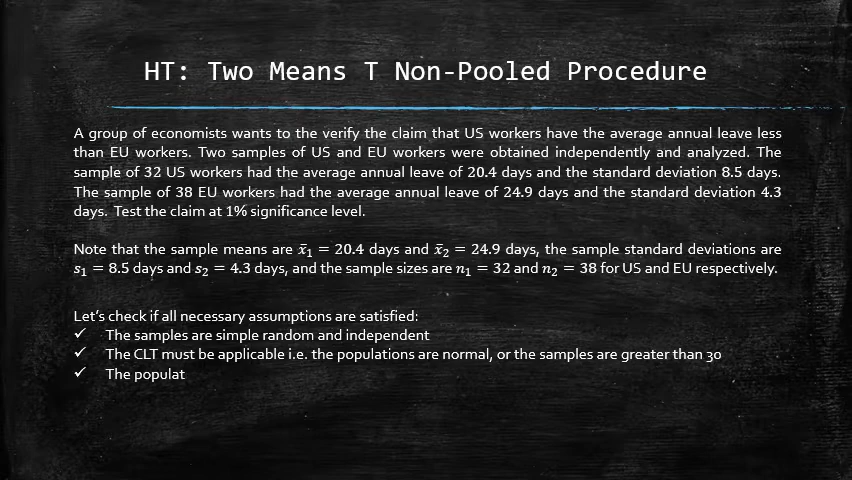 HT: Two Means T Non-Pooled Procedure
A group of economists wants to the verify the claim that US workers have the average annual leave less
than EU workers. Two samples of US and EU workers were obtained independently and analyzed. The
sample of 32 US workers had the average annual leave of 20.4 days and the standard deviation 8.5 days.
The sample of 38 EU workers had the average annual leave of 24.9 days and the standard deviation 4.3
days. Test the claim at 1% significance level.
Note that the sample means are x̄₁ = 20.4 days and x̄₂ = 24.9 days, the sample standard deviations are
s₁ = 8.5 days and s₂ = 4.3 days, and the sample sizes are n₁ = 32 and n₂ = 38 for US and EU respectively.
Let's check if all necessary assumptions are satisfied:
✓ The samples are simple random and independent
✓ The CLT must be applicable i.e. the populations are normal, or the samples are greater than 30
✓ The populat